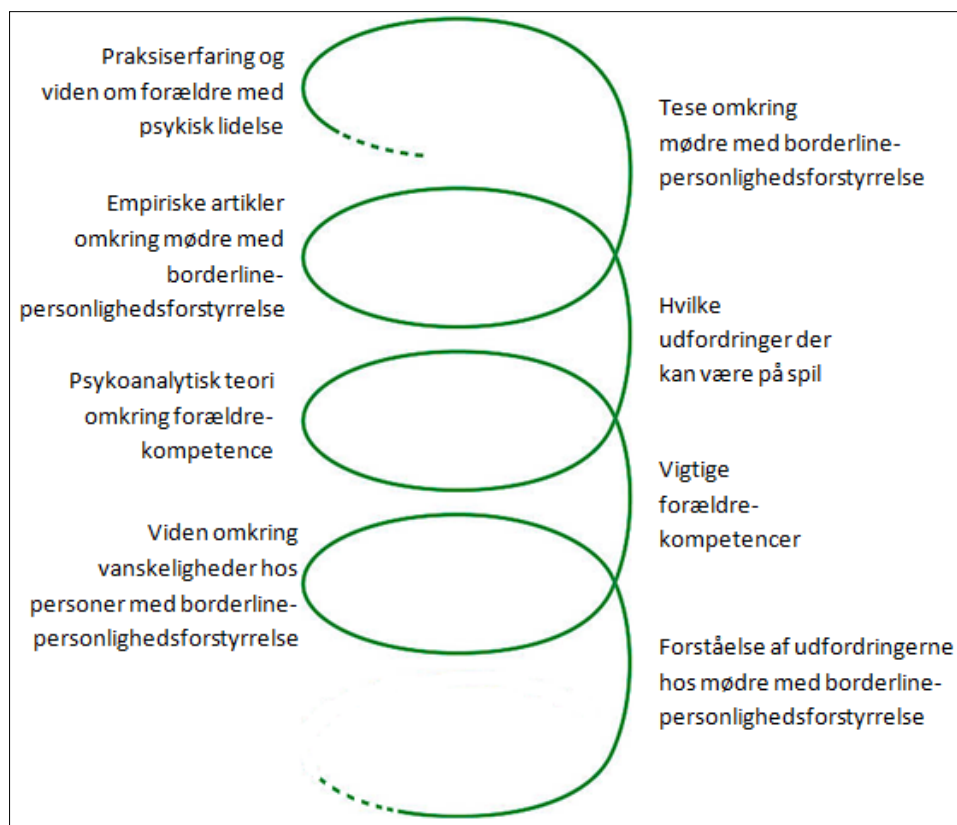 Praksiserfaring og
viden om forældre med
psykisk lidelse
Tese omkring
mødre med borderline-
personlighedsforstyrrelse
Empiriske artikler
omkring mødre med
borderline-
personlighedsforstyrrelse
Hvilke
udfordringer der
kan være på spil
Psykoanalytisk teori
omkring forældre-
kompetence
Vigtige
forældre-
kompetencer
Viden omkring
vanskeligheder hos
personer med borderline-
personlighedsforstyrrelse
Forståelse af udfordringerne
hos mødre med borderline-
personlighedsforstyrrelse